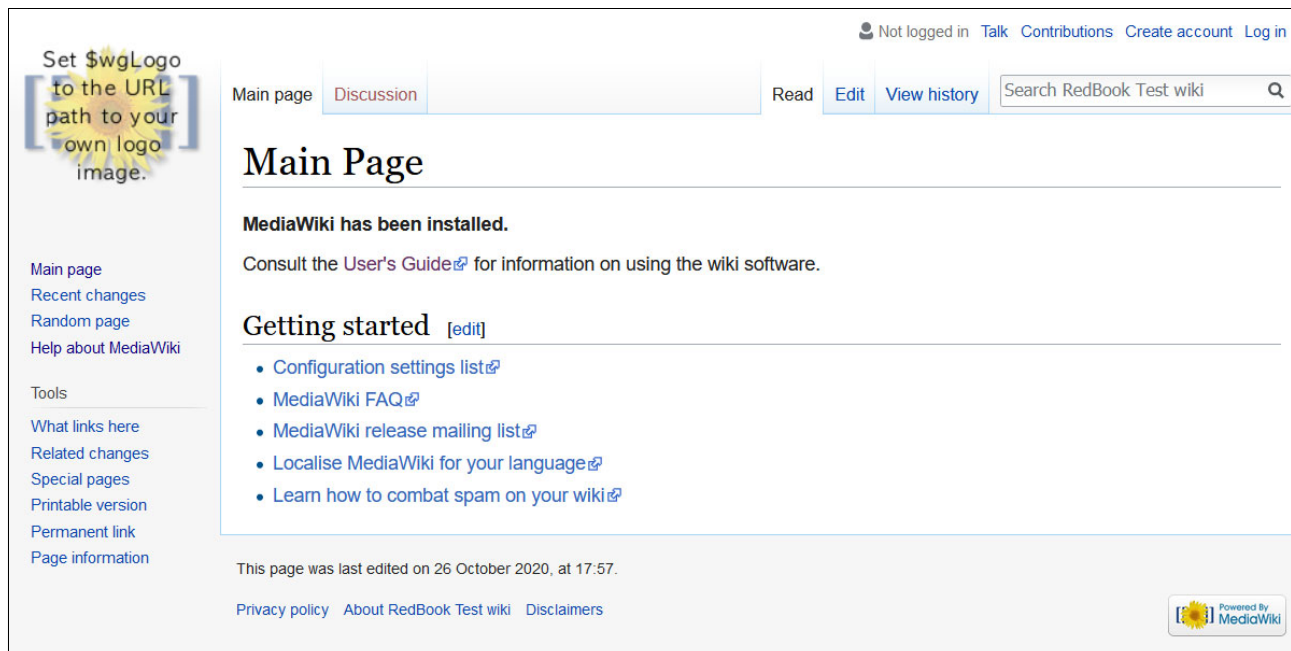 Not logged in Talk Contributions Create account Log in
Set $wgLogo
to the URL
path to your
own logo
image.
Main page Discussion Read Edit View history Search RedBook Test wiki
Main Page
MediaWiki has been installed.
Consult the User's Guide for information on using the wiki software.
Getting started [edit]
Configuration settings list
MediaWiki FAQ
MediaWiki release mailing list
Localise MediaWiki for your language
Learn how to combat spam on your wiki
Main page
Recent changes
Random page
Help about MediaWiki
Tools
What links here
Related changes
Special pages
Printable version
Permanent link
Page information
This page was last edited on 26 October 2020, at 17:57.
Privacy policy About RedBook Test wiki Disclaimers
Powered By
MediaWiki